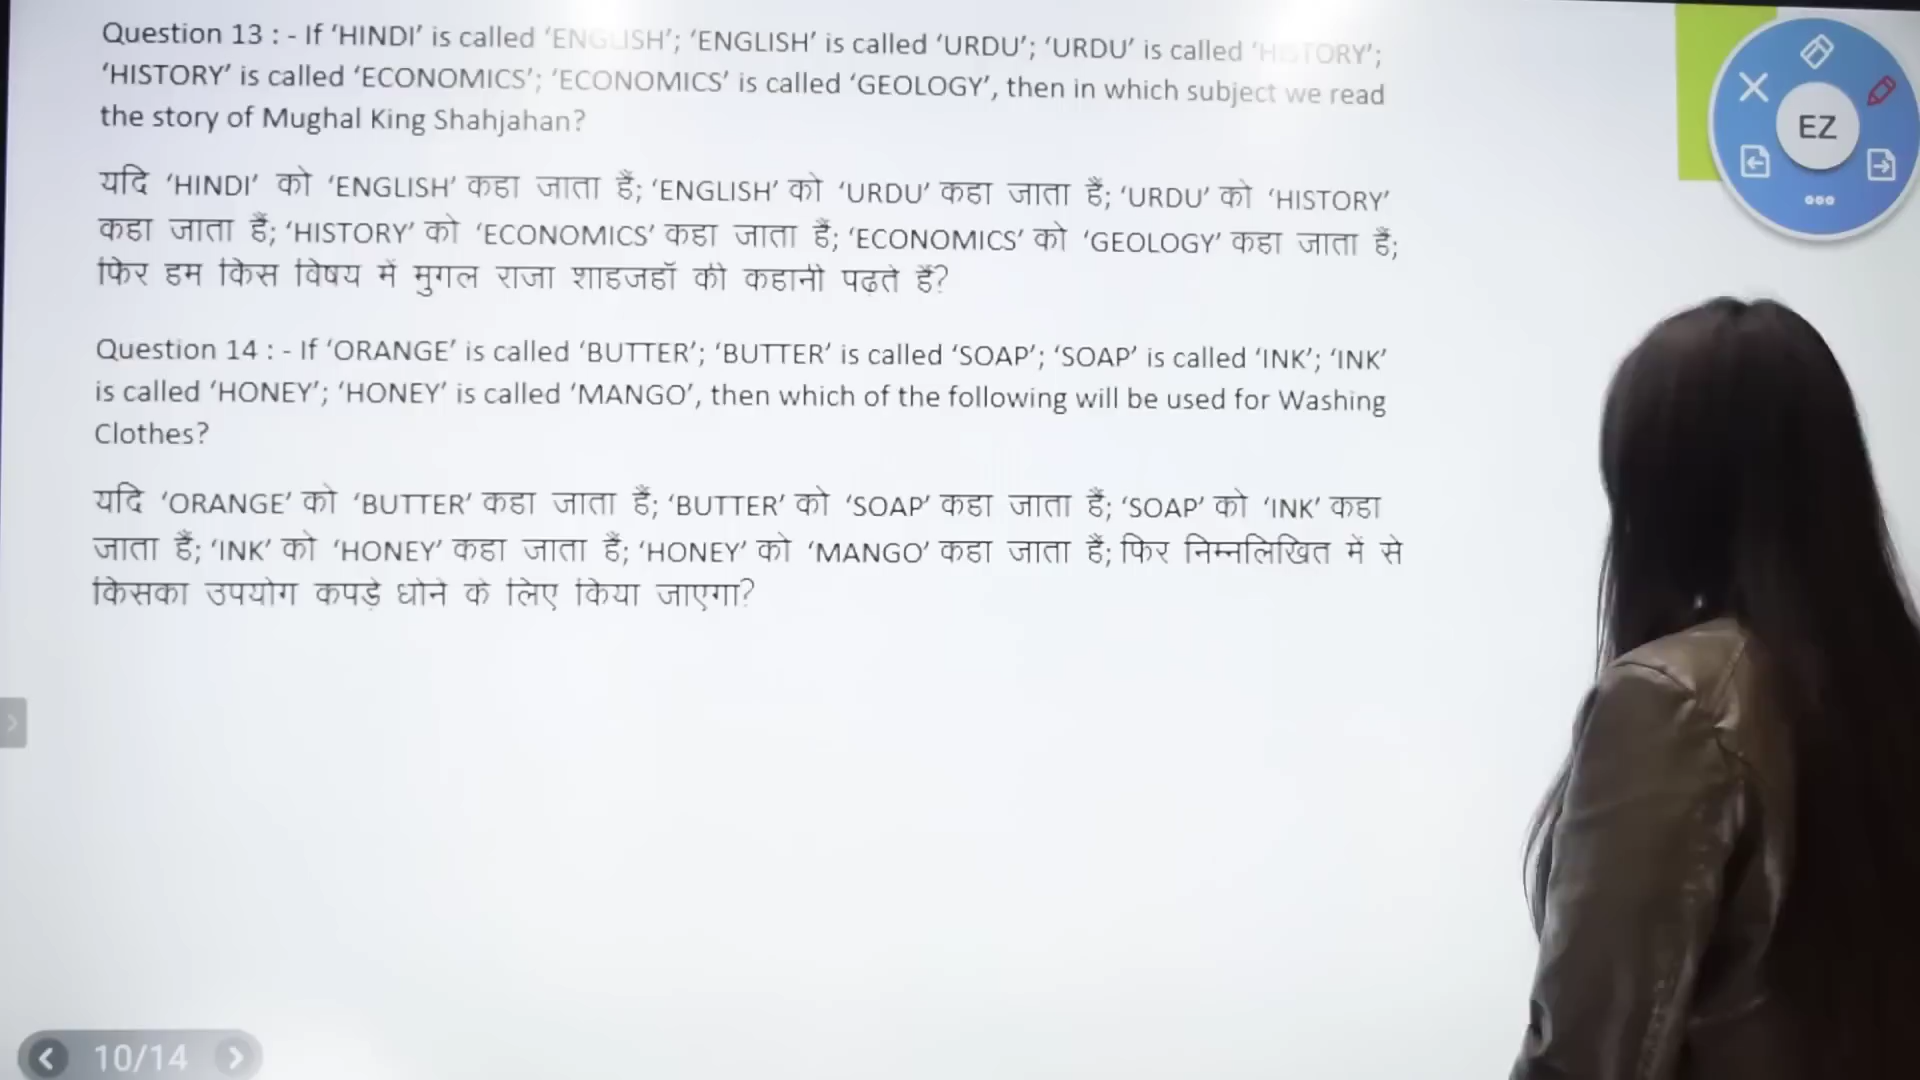 Question 13 : - If ‘HINDI’ is called ‘ENGLISH’; ‘ENGLISH’ is called ‘URDU’; ‘URDU’ is called ‘HISTORY’;
‘HISTORY’ is called ‘ECONOMICS’; ‘ECONOMICS’ is called ‘GEOLOGY’, then in which subject we read
the story of Mughal King Shahjahan?
यदि ‘HINDI’ को ‘ENGLISH’ कहा जाता हैं; ‘ENGLISH’ को ‘URDU’ कहा जाता हैं; ‘URDU’ को ‘HISTORY’
कहा जाता हैं; ‘HISTORY’ को ‘ECONOMICS’ कहा जाता हैं; ‘ECONOMICS’ को ‘GEOLOGY’ कहा जाता हैं;
फिर हम किस विषय में मुगल राजा शाहजहॉ की कहानी पढ़ते हैं?
Question 14 : - If ‘ORANGE’ is called ‘BUTTER’; ‘BUTTER’ is called ‘SOAP’; ‘SOAP’ is called ‘INK’; ‘INK’
is called ‘HONEY’; ‘HONEY’ is called ‘MANGO’, then which of the following will be used for Washing
Clothes?
यदि ‘ORANGE’ को ‘BUTTER’ कहा जाता हैं; ‘BUTTER’ को ‘SOAP’ कहा जाता हैं; ‘SOAP’ को ‘INK’ कहा
जाता हैं; ‘INK’ को ‘HONEY’ कहा जाता हैं; ‘HONEY’ को ‘MANGO’ कहा जाता हैं; फिर निम्नलिखित में से
किसका उपयोग कपड़े धोने के लिए किया जाएगा?
EZ
10/14